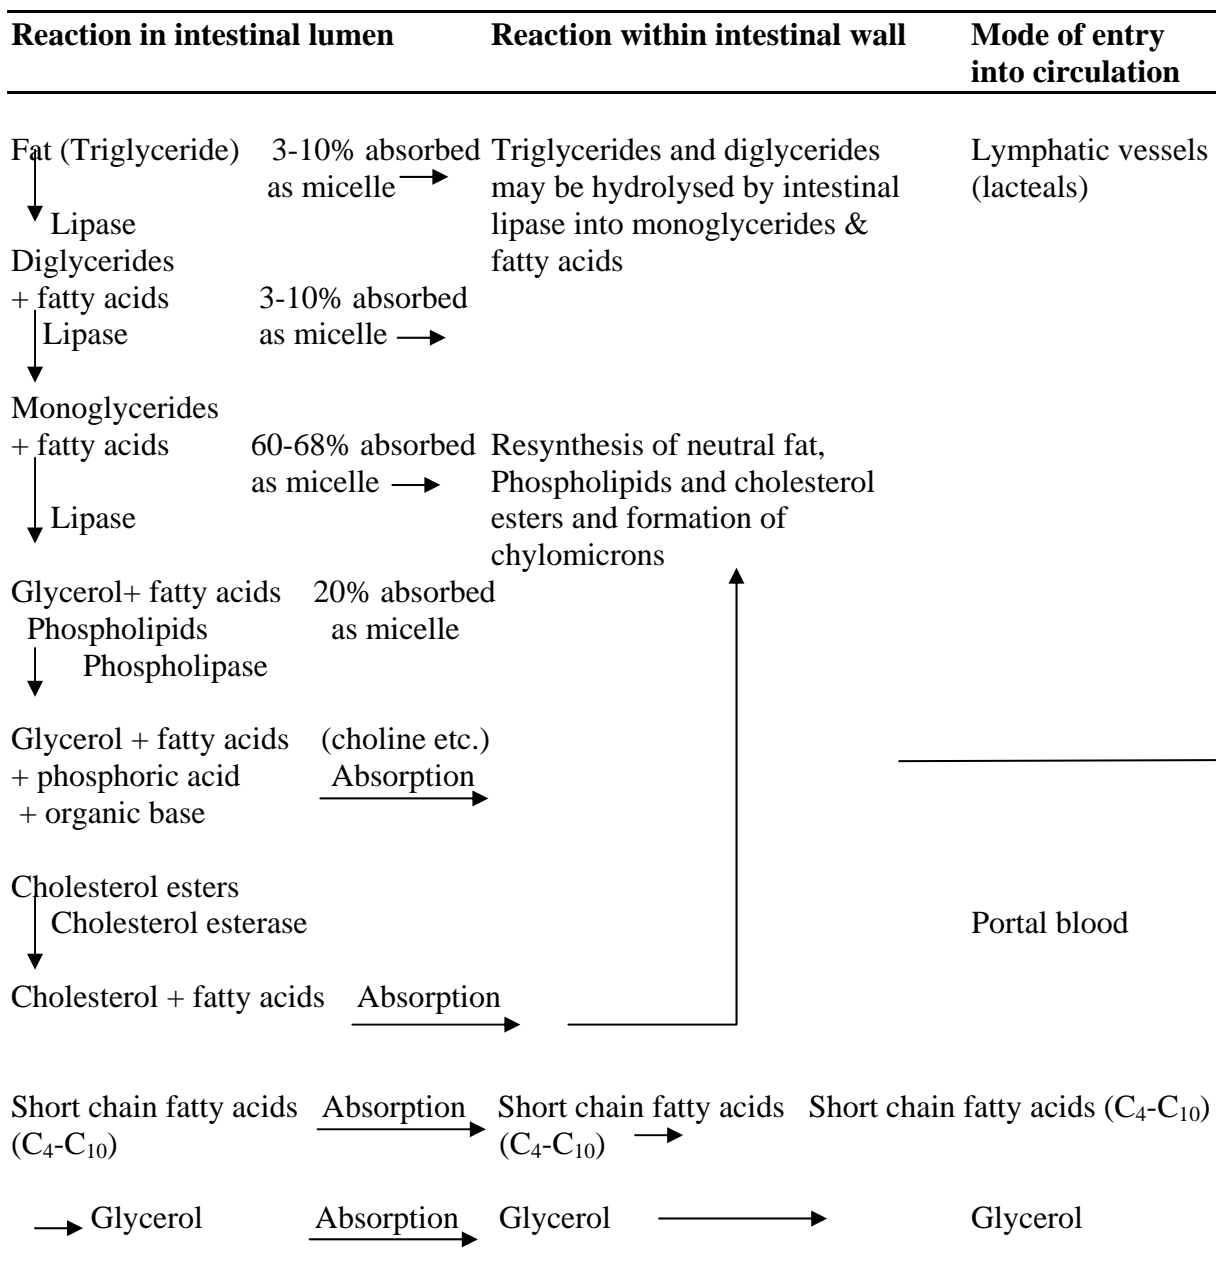 Reaction in intestinal lumen Reaction within intestinal wall Mode of entry
into circulation
Fat (Triglyceride) 3-10% absorbed Triglycerides and diglycerides Lymphatic vessels
as micelle may be hydrolysed by intestinal (lacteals)
Lipase lipase into monoglycerides &
Diglycerides fatty acids
+ fatty acids 3-10% absorbed
Lipase as micelle
Monoglycerides
+ fatty acids 60-68% absorbed Resynthesis of neutral fat,
as micelle Phospholipids and cholesterol
Lipase esters and formation of
chylomicrons
Glycerol+ fatty acids 20% absorbed
Phospholipids as micelle
Phospholipase
Glycerol + fatty acids (choline etc.)
+ phosphoric acid Absorption
+ organic base
Cholesterol esters
Cholesterol esterase Portal blood
Cholesterol + fatty acids Absorption
Short chain fatty acids Absorption Short chain fatty acids Short chain fatty acids (C4-C10)
(C4-C10) (C4-C10)
Glycerol Absorption Glycerol Glycerol